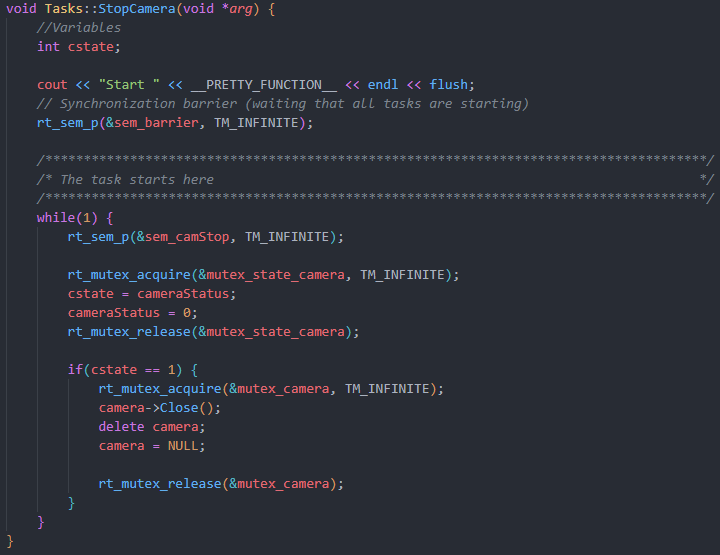 void Tasks::StopCamera(void *arg) {
    //Variables
    int cstate;

    cout << "Start " << __PRETTY_FUNCTION__ << endl << flush;
    // Synchronization barrier (waiting that all tasks are starting)
    rt_sem_p(&sem_barrier, TM_INFINITE);

    /**************************************************************************************/
    /* The task starts here                                                               */
    /**************************************************************************************/
    while(1) {
        rt_sem_p(&sem_camStop, TM_INFINITE);

        rt_mutex_acquire(&mutex_state_camera, TM_INFINITE);
        cstate = cameraStatus;
        cameraStatus = 0;
        rt_mutex_release(&mutex_state_camera);

        if(cstate == 1) {
            rt_mutex_acquire(&mutex_camera, TM_INFINITE);
            camera->Close();
            delete camera;
            camera = NULL;

            rt_mutex_release(&mutex_camera);
        }
    }
}